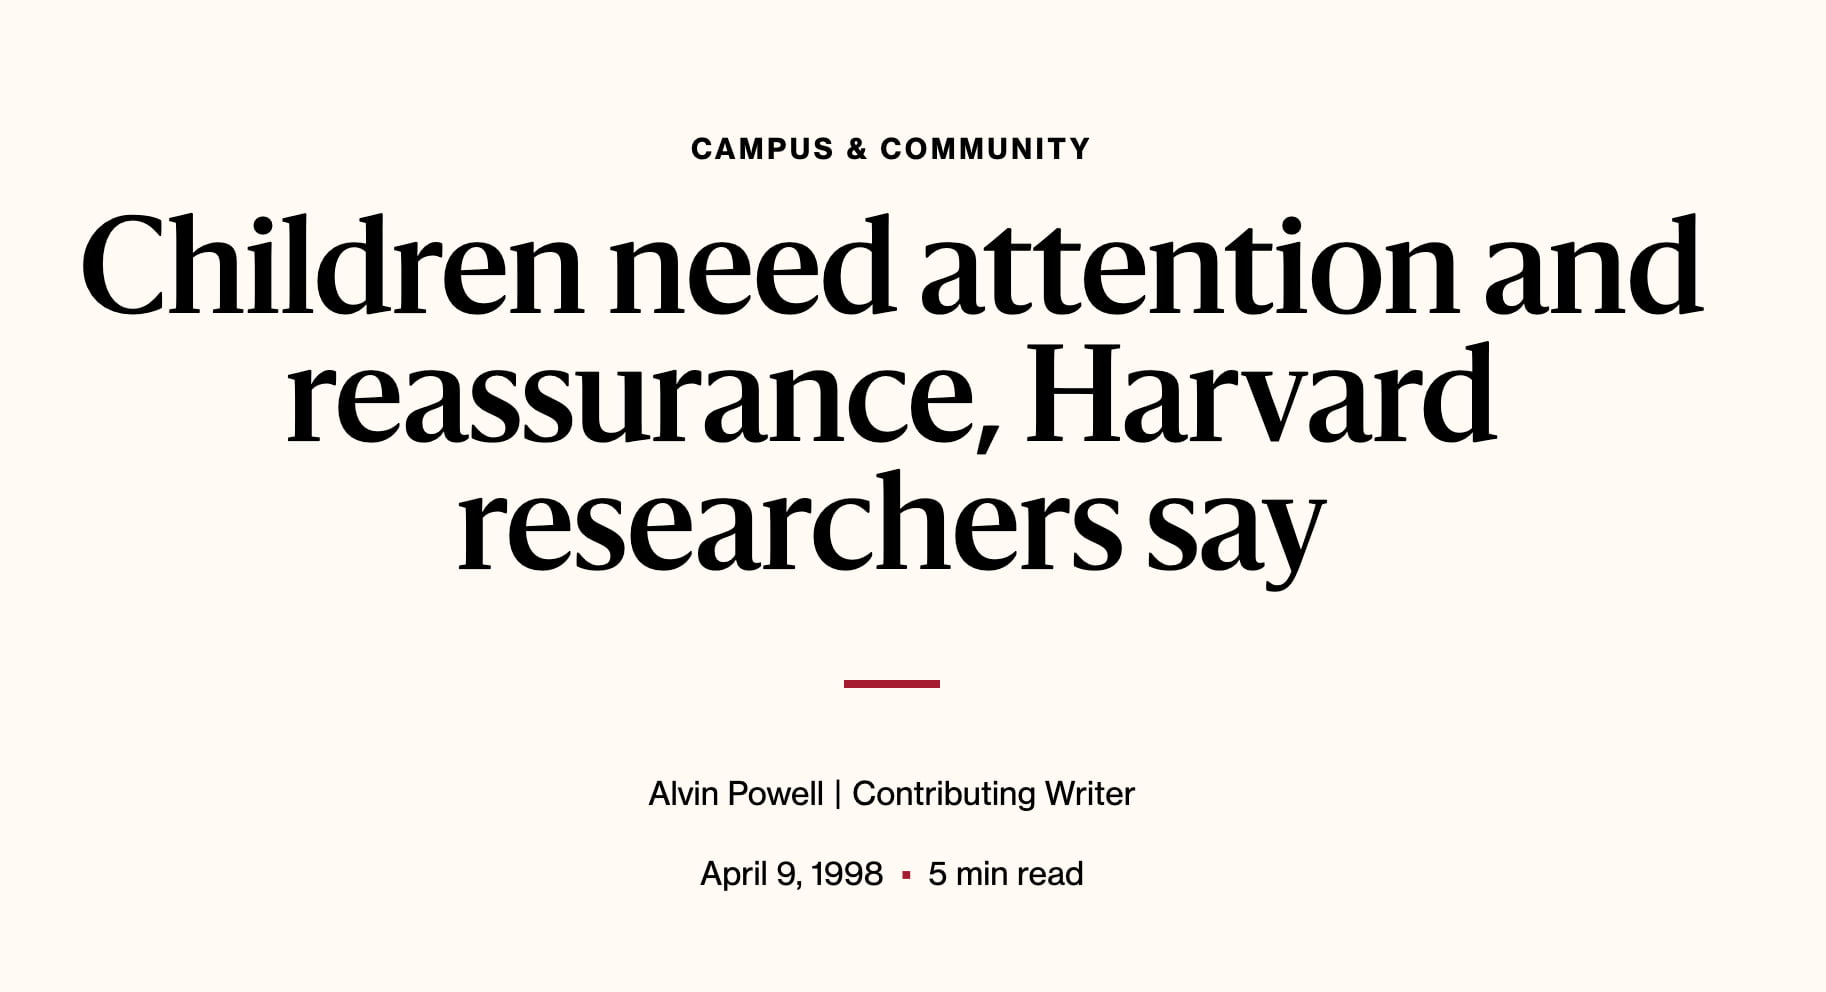 CAMPUS & COMMUNITY
Children need attention and
reassurance, Harvard
researchers say
Alvin Powell | Contributing Writer
April 9, 1998 ▪ 5 min read